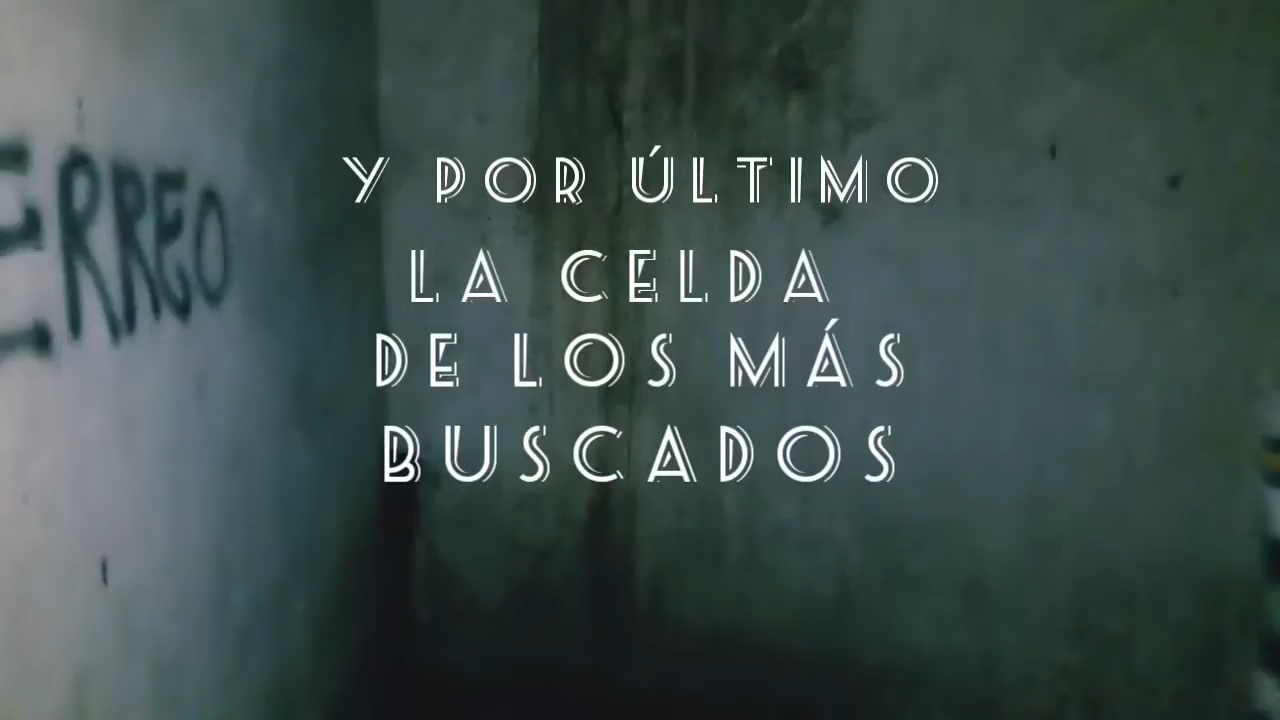 ERREO
Y POR ÚLTIMO
LA CELDA
DE LOS MÁS
BUSCADOS